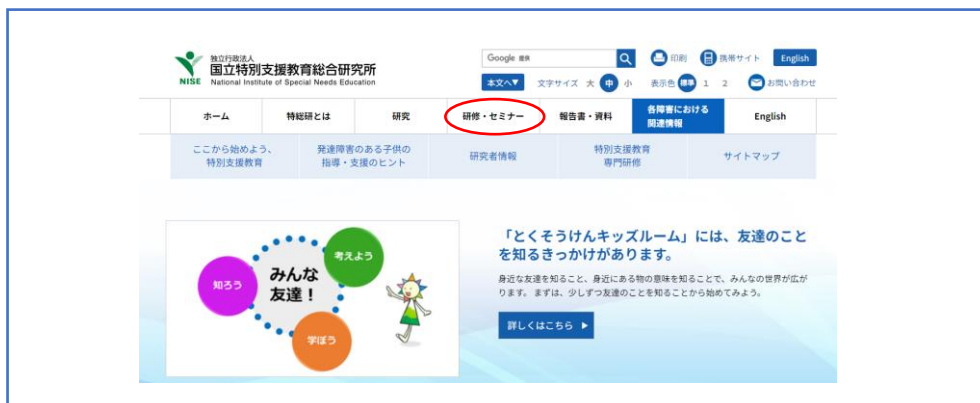 独立行政法人
国立特別支援教育総合研究所
NISE National Institute of Special Needs Education
Google 提供
印刷
携帯サイト
English
本文へ▼
文字サイズ 大 中 小
表示色 標準 1 2
お問い合わせ
ホーム
特総研とは
研究
研修・セミナー
報告書・資料
各障害における
関連情報
English
ここから始めよう、
特別支援教育
発達障害のある子供の
指導・支援のヒント
研究者情報
特別支援教育
専門研修
サイトマップ
知ろう
考えよう
みんな
友達！
学ぼう
「とくそうけんキッズルーム」には、友達のこと
を知るきっかけがあります。
身近な友達を知ること、身近にある物の意味を知ることで、みんなの世界が広が
ります。まずは、少しずつ友達のことを知ることから始めてみよう。
詳しくはこちら ▶